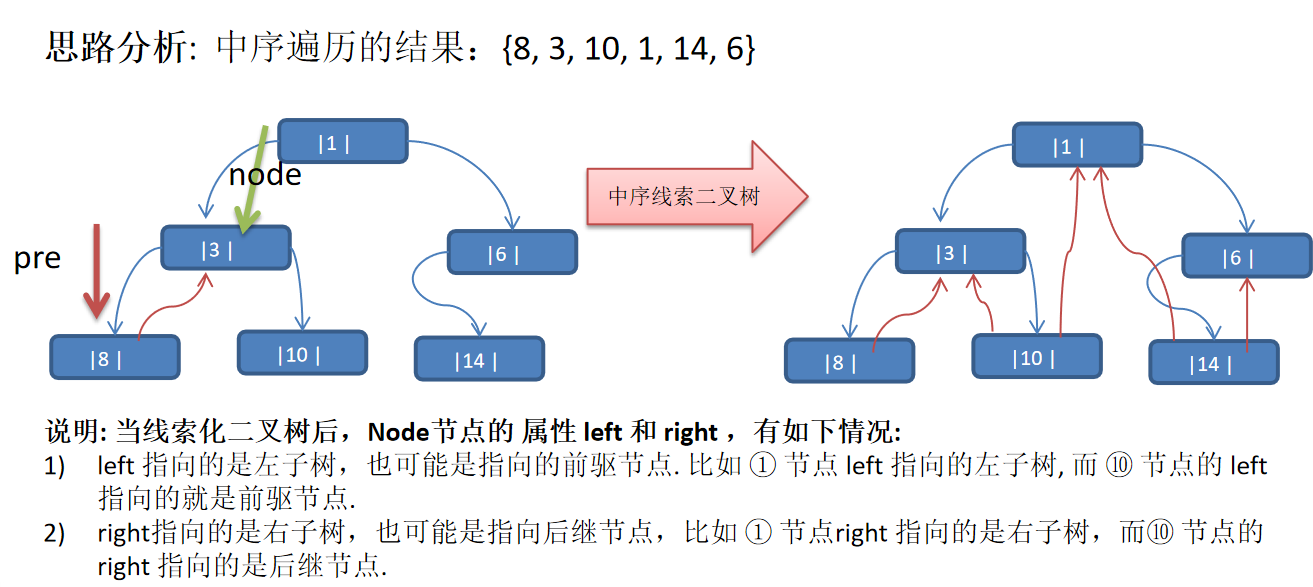 思路分析: 中序遍历的结果：{8, 3, 10, 1, 14, 6}
|1 |
|1 |
node
中序线索二叉树
|3 |
|6 |
|3 |
|6 |
pre
|8 |
|10 |
|14 |
|8 |
|10 |
|14 |
说明: 当线索化二叉树后，Node节点的 属性 left 和 right ，有如下情况:
1) left 指向的是左子树，也可能是指向的前驱节点. 比如 ① 节点 left 指向的左子树, 而 ⑩ 节点的 left
指向的就是前驱节点.
2) right指向的是右子树，也可能是指向后继节点，比如 ① 节点right 指向的是右子树，而⑩ 节点的
right 指向的是后继节点.